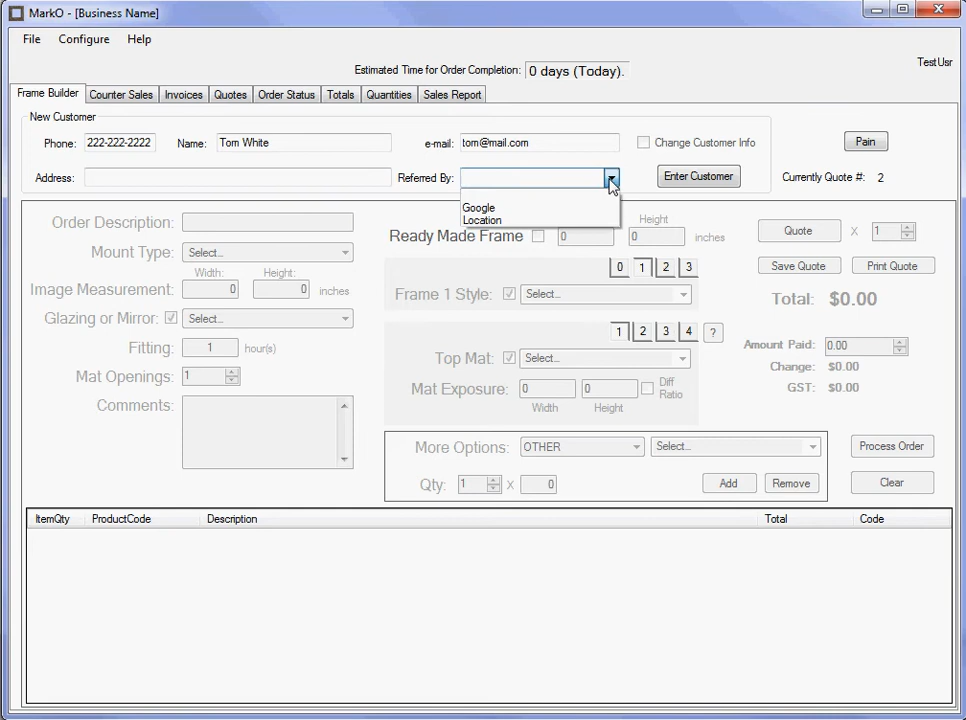 MarkO - [Business Name]
File Configure Help
Estimated Time for Order Completion: 0 days (Today).
TestUsr
Frame Builder Counter Sales Invoices Quotes Order Status Totals Quantities Sales Report
New Customer
Phone: 222-222-2222 Name: Tom White e-mail: tom@mail.com Change Customer Info Pain
Address: Referred By: Enter Customer Currently Quote #: 2
Google
Location
Order Description:
Mount Type: Select...
Width: Height:
Image Measurement: 0 0 inches
Glazing or Mirror: Select...
Fitting: 1 hour(s)
Mat Openings: 1
Comments:
Height
Ready Made Frame 0 0 inches
0 1 2 3
Frame 1 Style: Select...
1 2 3 4 ?
Top Mat: Select...
Mat Exposure: 0 0 Diff Ratio
Width Height
More Options: OTHER Select...
Qty: 1 X 0 Add Remove
Quote X 1
Save Quote Print Quote
Total: $0.00
Amount Paid: 0.00
Change: $0.00
GST: $0.00
Process Order
Clear
ItemQty ProductCode Description Total Code